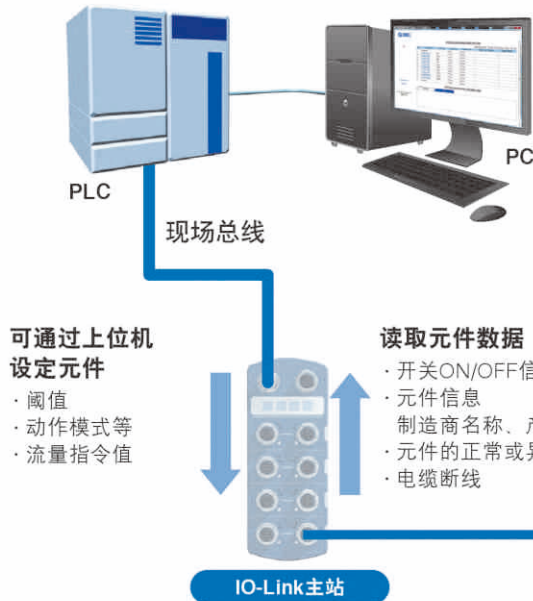 PLC
PC
现场总线
可通过上位机
设定元件
· 阈值
· 动作模式等
· 流量指令值
读取元件数据
· 开关ON/OFF信
· 元件信息
制造商名称、
· 元件的正常或
· 电缆断线
IO-Link主站